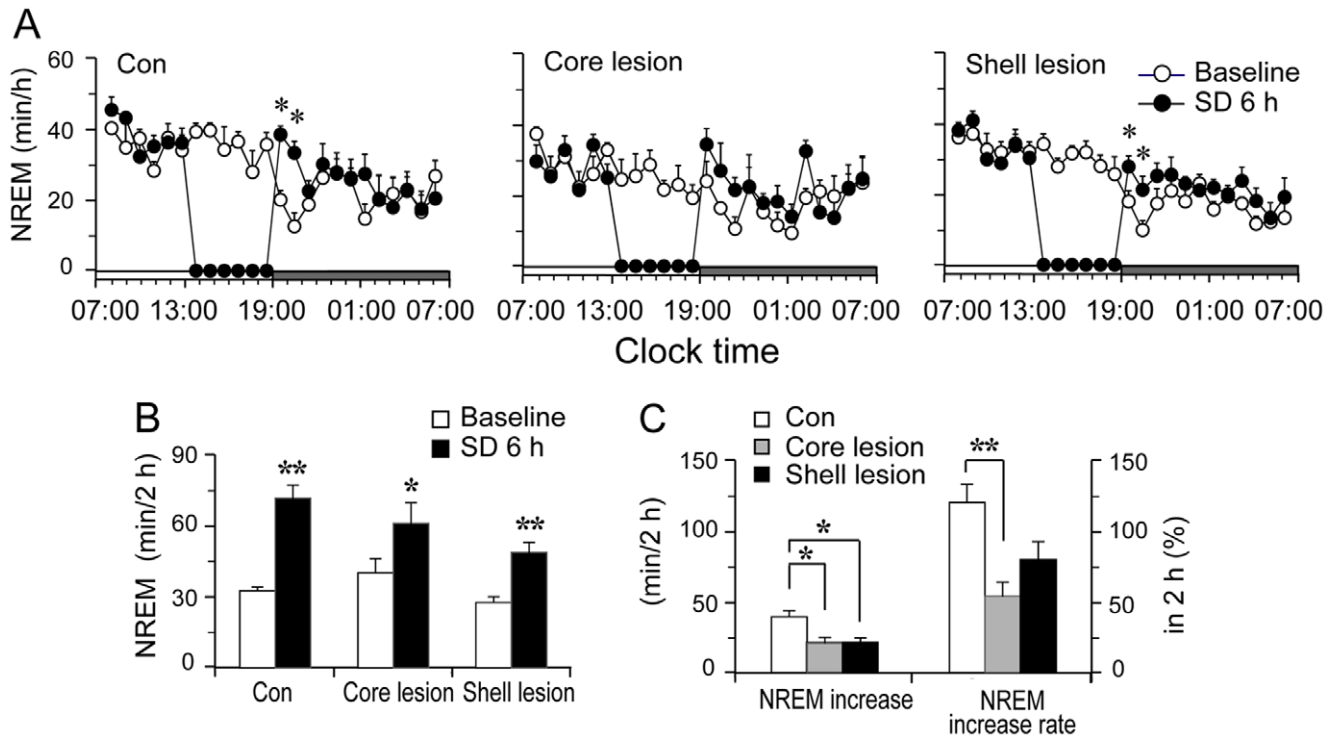 A
Con
Core lesion
Shell lesion
Baseline
SD 6 h
NREM (min/h)
60
40
20
0
* *
* *
07:00 13:00 19:00 01:00 07:00
07:00 13:00 19:00 01:00 07:00
07:00 13:00 19:00 01:00 07:00
Clock time
B
Baseline
SD 6 h
NREM (min/2 h)
90
60
30
0
**
*
**
Con
Core lesion
Shell lesion
C
Con
Core lesion
Shell lesion
(min/2 h)
150
100
50
0
*
*
**
150
100
50
0
in 2 h (%)
NREM increase
NREM
increase rate